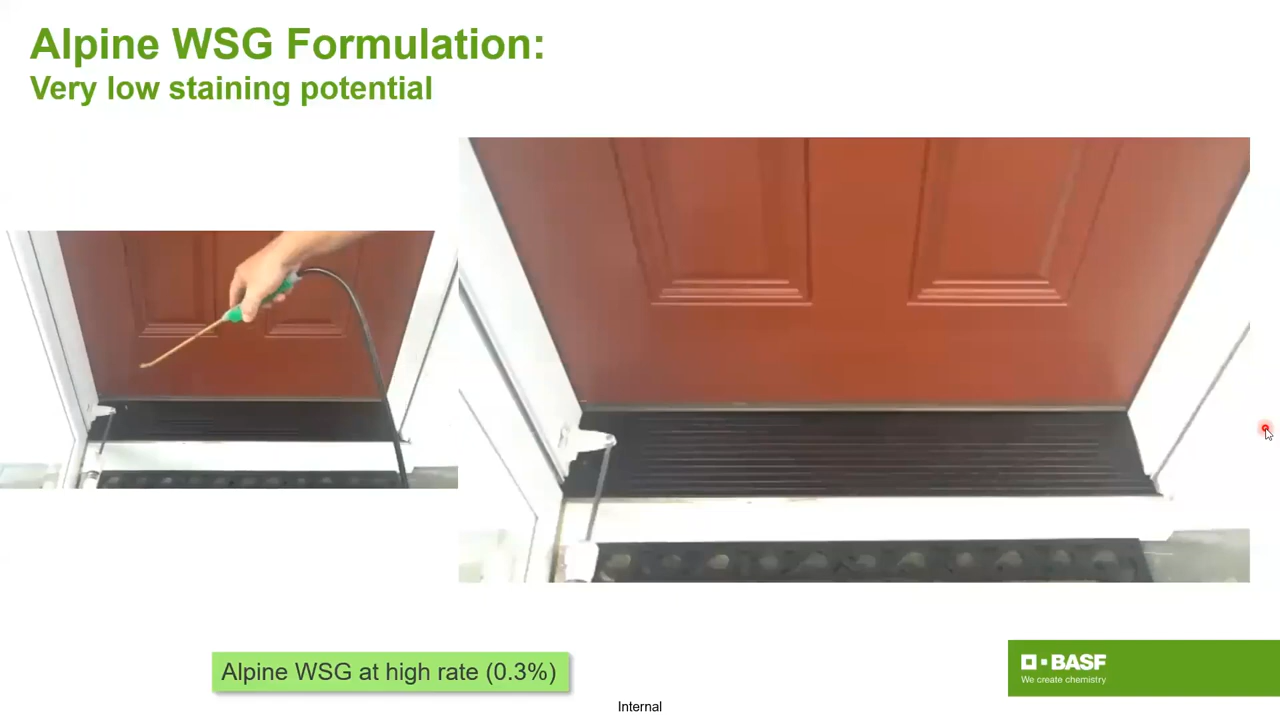 Alpine WSG Formulation:
Very low staining potential
Alpine WSG at high rate (0.3%)
BASF
We create chemistry
Internal